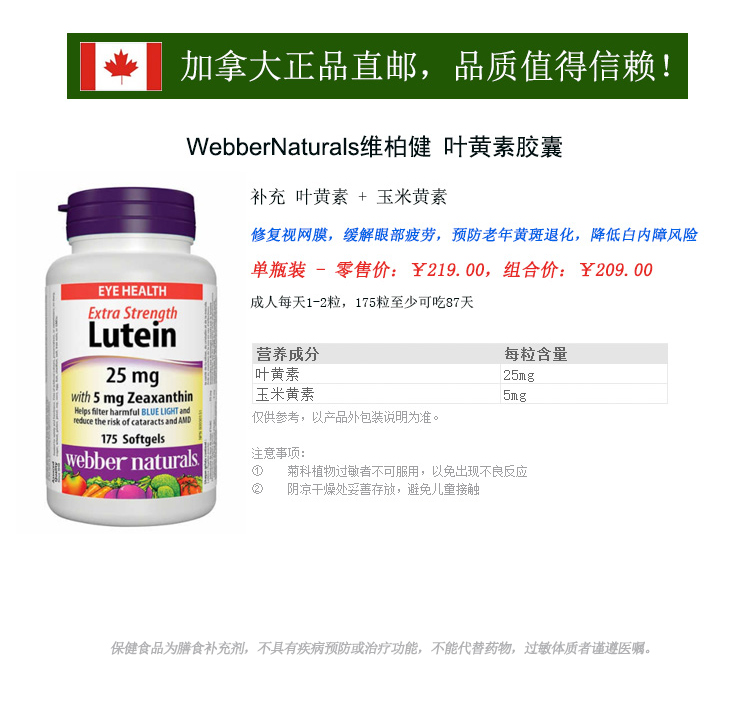 加拿大正品直邮，品质值得信赖！
WebberNaturals维柏健 叶黄素胶囊
补充 叶黄素 + 玉米黄素
修复视网膜，缓解眼部疲劳，预防老年黄斑退化，降低白内障风险
单瓶装 - 零售价：￥219.00，组合价：￥209.00
成人每天1-2粒，175粒至少可吃87天
EYE HEALTH
Extra Strength
Lutein
25 mg
with 5 mg Zeaxanthin
Helps filter harmful BLUE LIGHT and
reduce the risk of cataracts and AMD
175 Softgels
webber naturals.
营养成分 每粒含量
叶黄素 25mg
玉米黄素 5mg
仅供参考，以产品外包装说明为准。
注意事项：
① 菊科植物过敏者不可服用，以免出现不良反应
② 阴凉干燥处妥善存放，避免儿童接触
保健食品为膳食补充剂，不具有疾病预防或治疗功能，不能代替药物，过敏体质者谨遵医嘱。